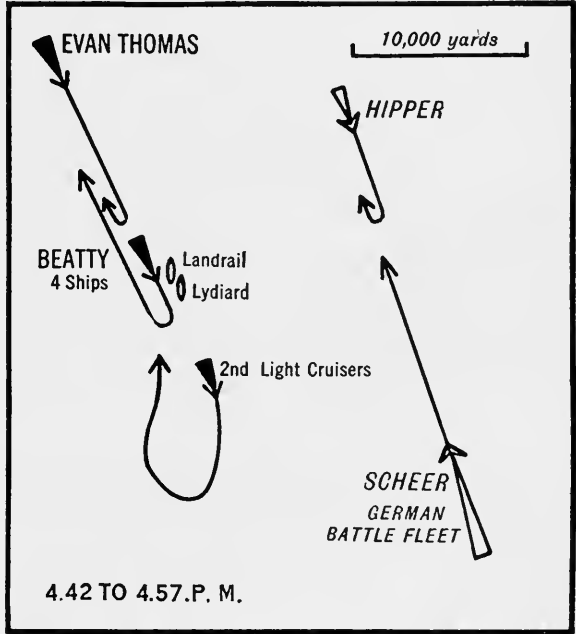 EVAN THOMAS
10,000 yards
HIPPER
BEATTY
4 Ships
Landrail
Lydiard
2nd Light Cruisers
SCHEER
GERMAN
BATTLE FLEET
4.42 TO 4.57.P. M.